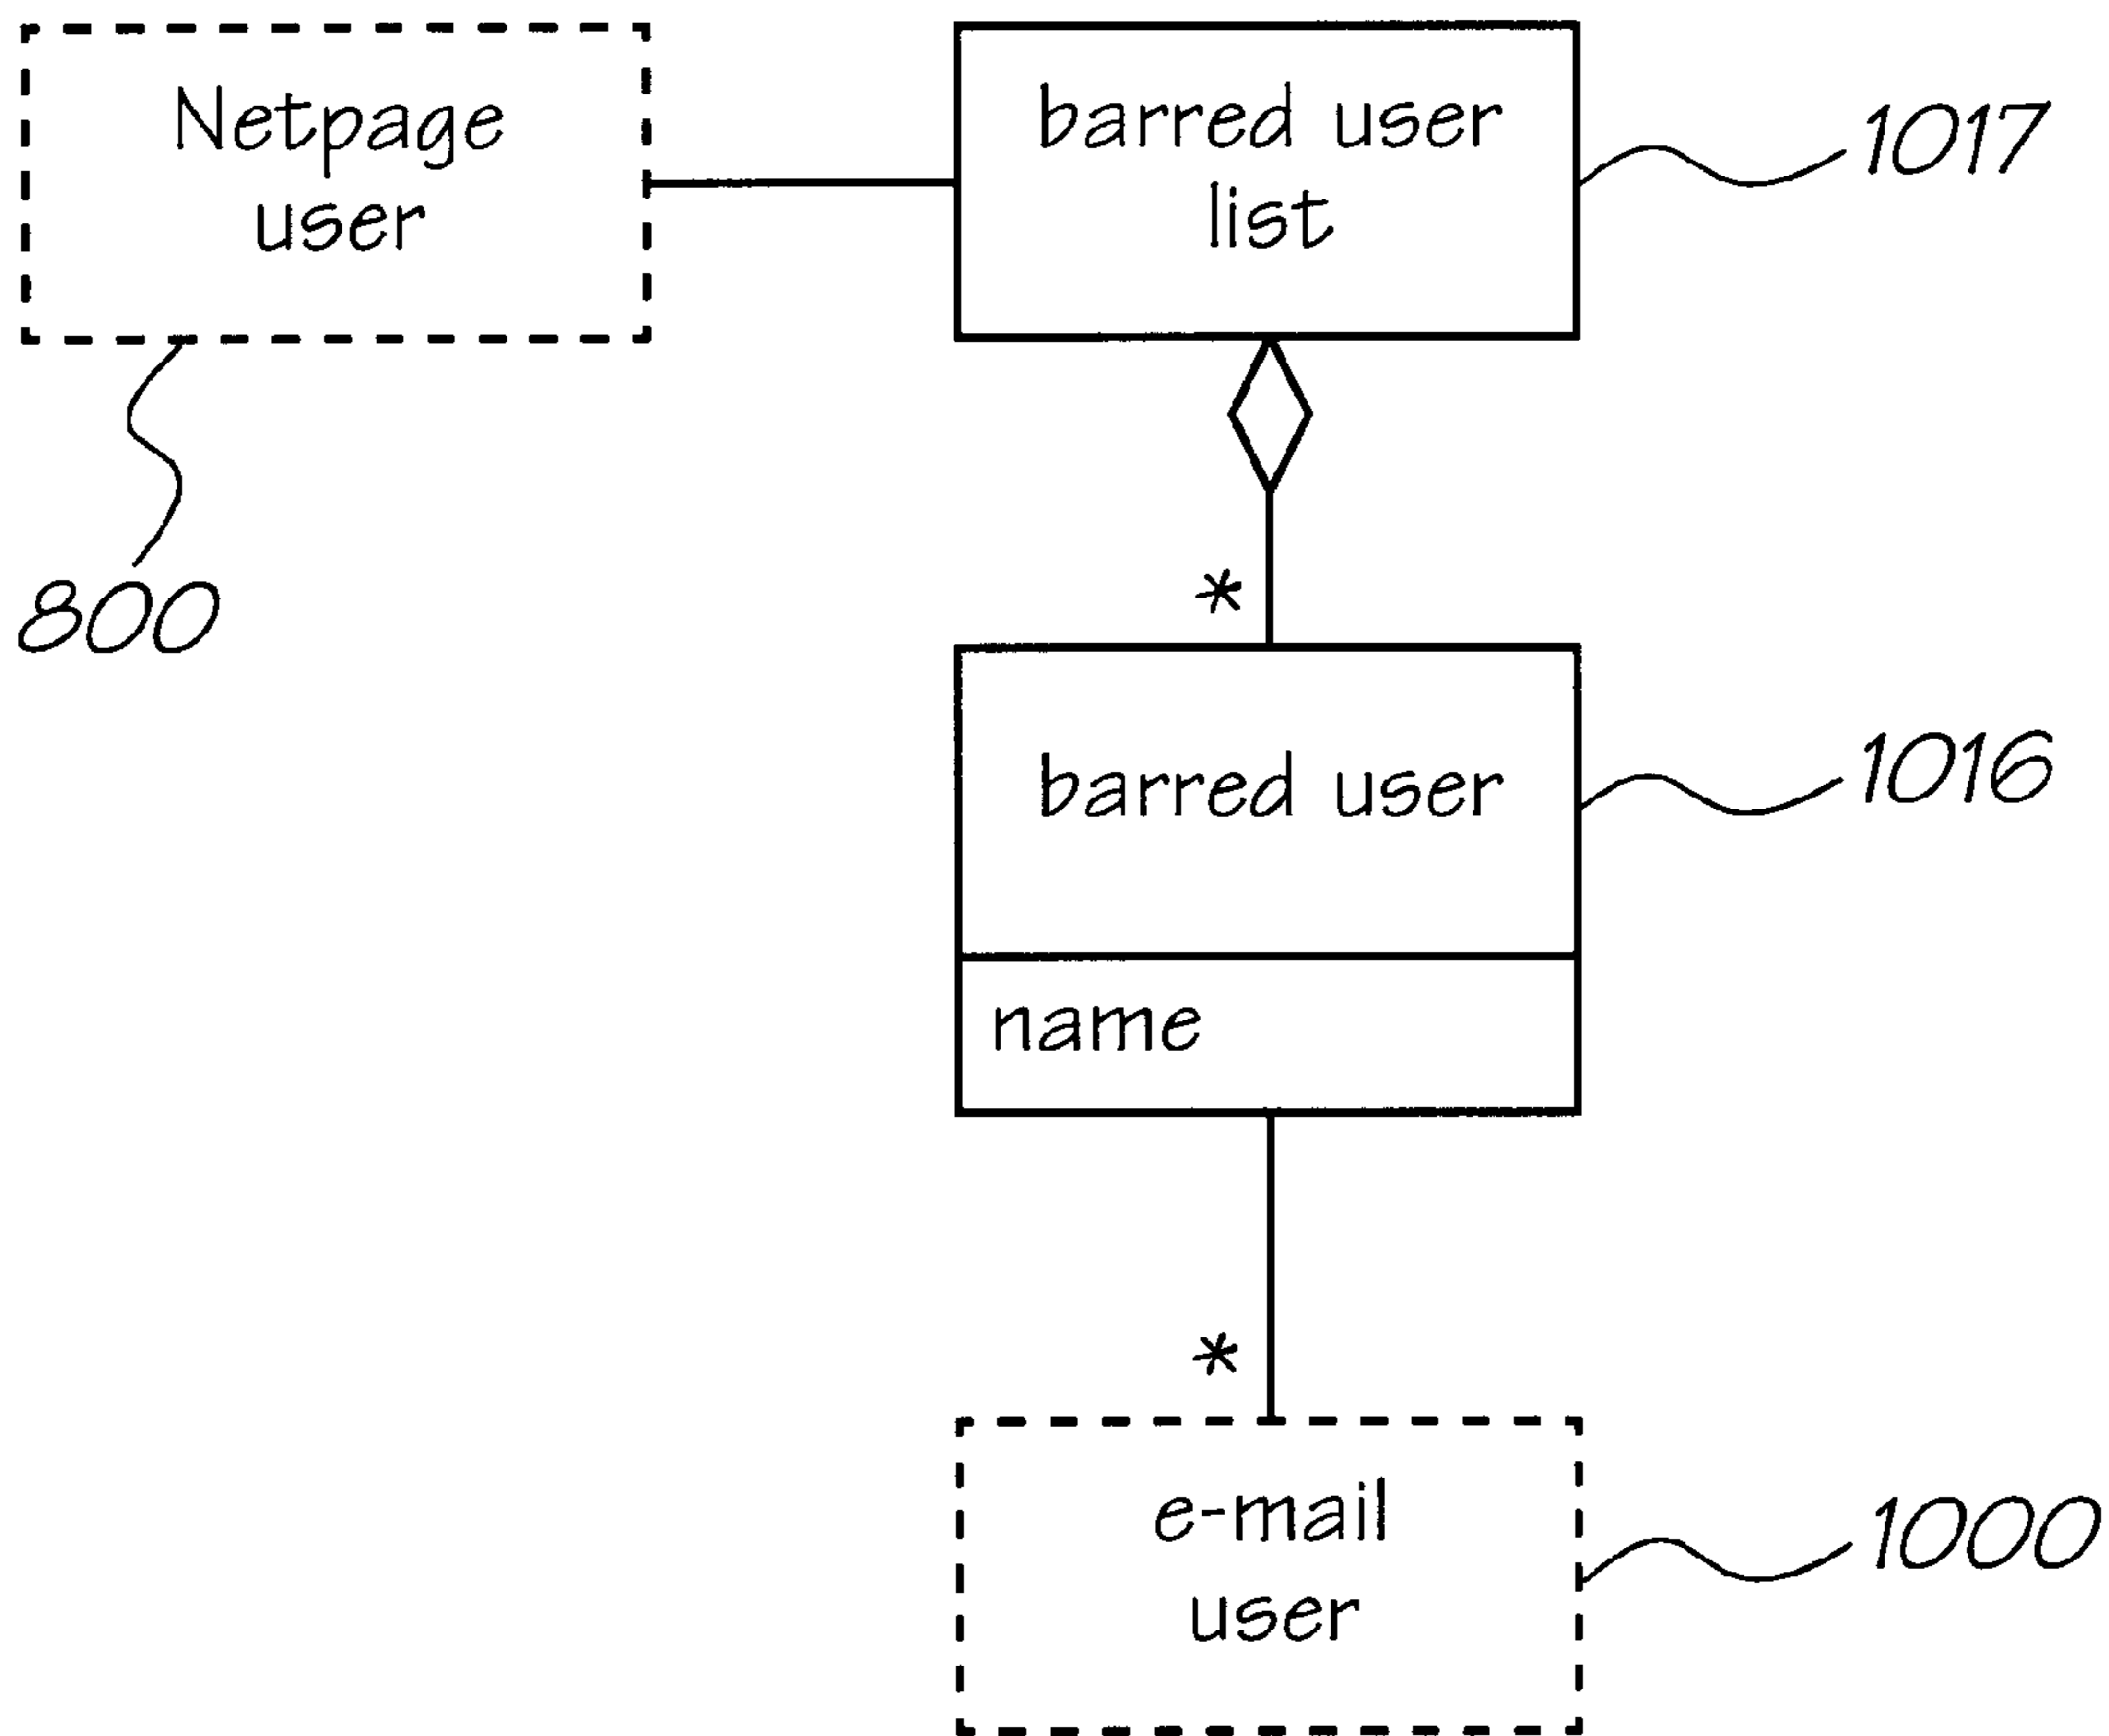 Netpage
user
barred user
list
1017
800
*
barred user
1016
name
*
e-mail
user
1000